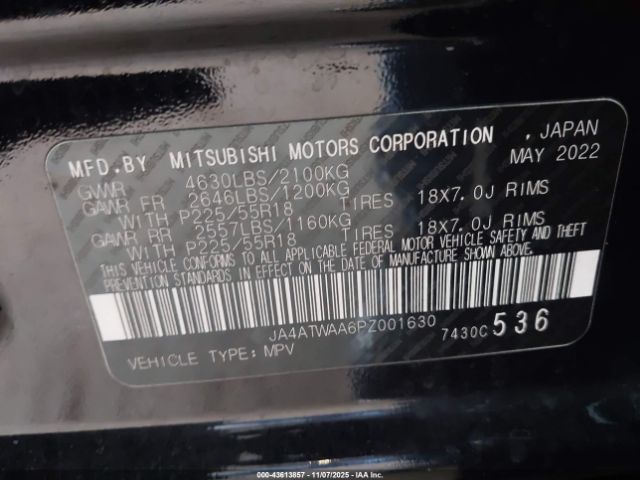 MFD.BY MITSUBISHI MOTORS CORPORATION , JAPAN
MAY 2022
GVWR 4630LBS/2100KG
GAWR FR 2646LBS/1200KG
WITH P225/55R18 TIRES 18X7.0J RIMS
GAWR RR 2557LBS/1160KG
WITH P225/55R18 TIRES 18X7.0J RIMS
THIS VEHICLE CONFORMS TO ALL APPLICABLE FEDERAL MOTOR VEHICLE SAFETY AND THEFT
PREVENTION STANDARDS IN EFFECT ON THE DATE OF MANUFACTURE SHOWN ABOVE.
JA4ATWAA6PZ001630
7430C 536
VEHICLE TYPE:MPV
000-43613857 - 11/07/2025 - IAA Inc.